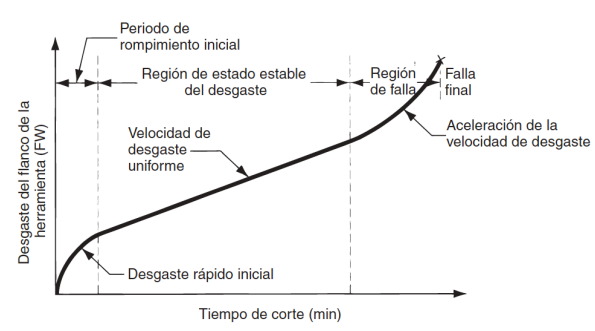 Periodo de
rompimiento inicial
Región de estado estable
del desgaste
Región
de falla
Falla
final
Velocidad de
desgaste
uniforme
Aceleración de la
velocidad de desgaste
Desgaste del flanco de la
herramienta (FW)
Desgaste rápido inicial
Tiempo de corte (min)